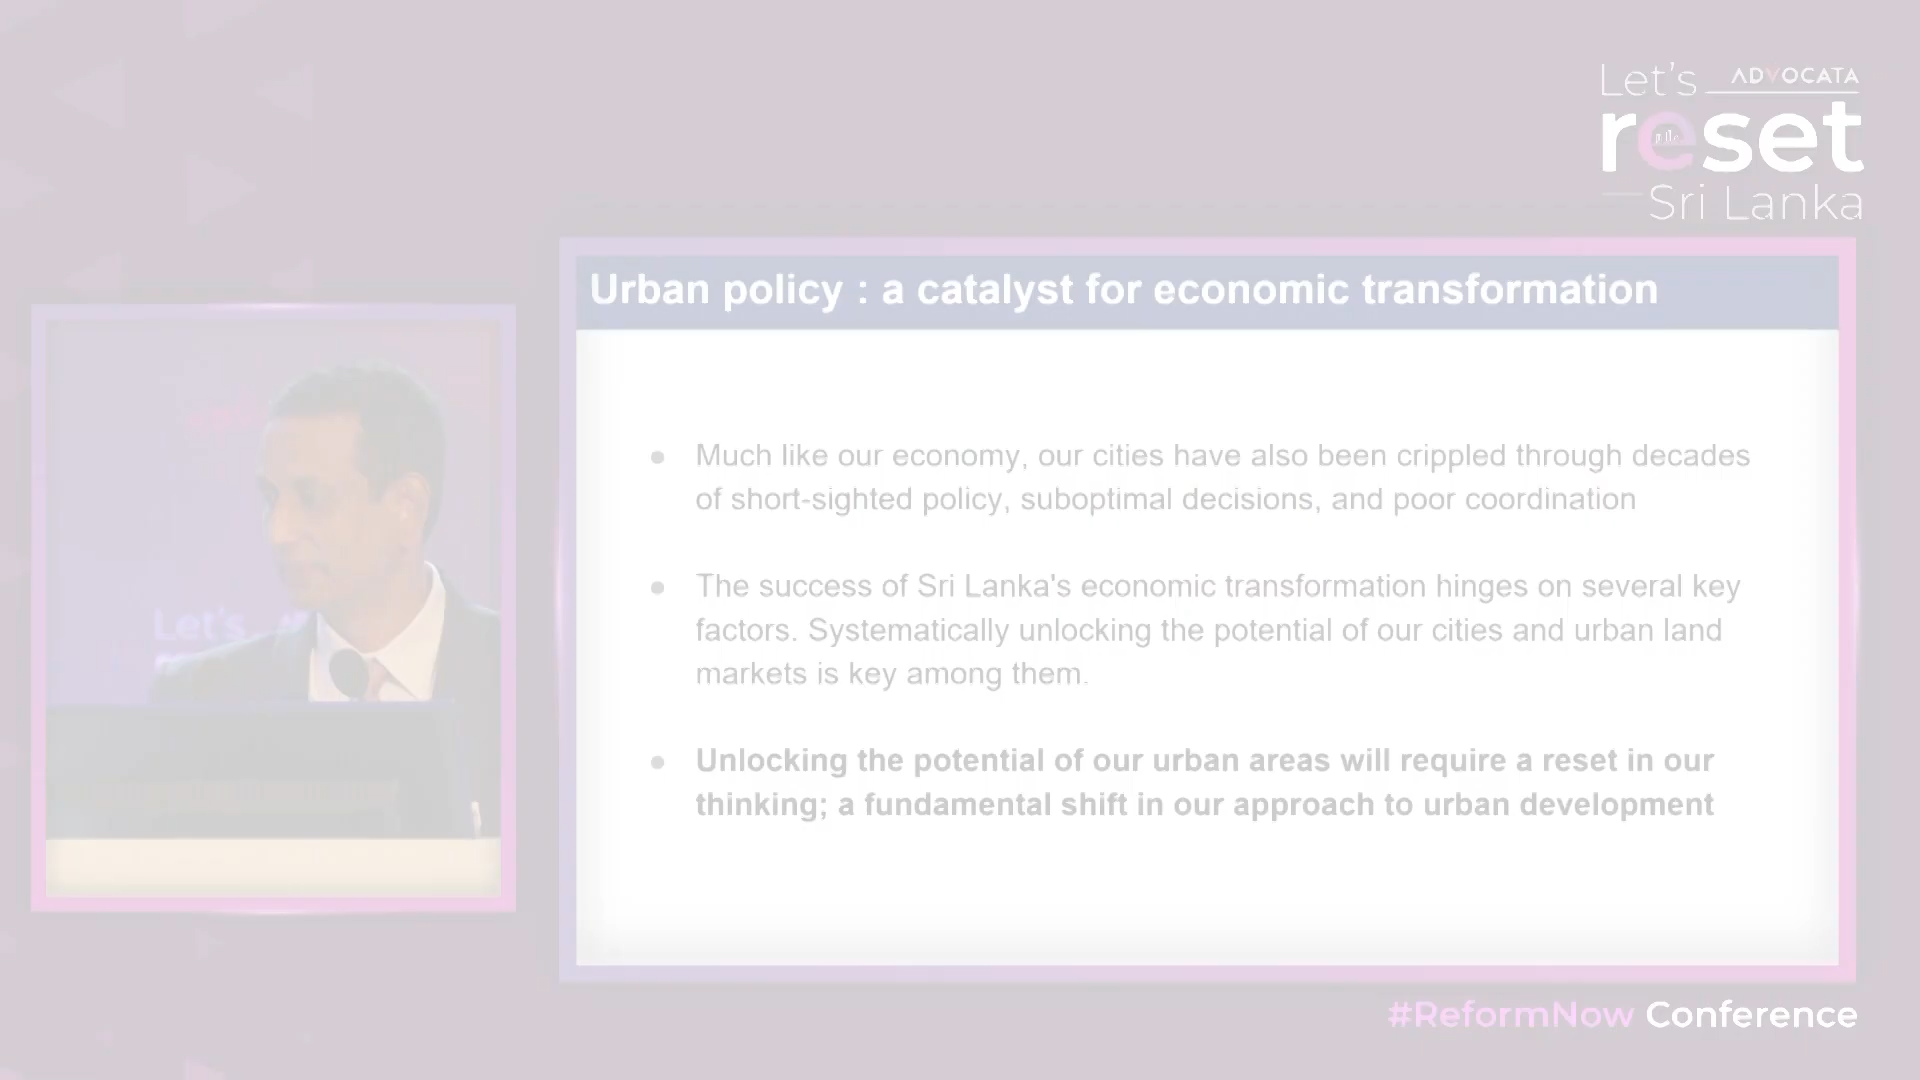 Let's ADVOCATA
reset
Sri Lanka
Urban policy : a catalyst for economic transformation
Much like our economy, our cities have also been crippled through decades
of short-sighted policy, suboptimal decisions, and poor coordination
The success of Sri Lanka's economic transformation hinges on several key
factors. Systematically unlocking the potential of our cities and urban land
markets is key among them.
Unlocking the potential of our urban areas will require a reset in our
thinking; a fundamental shift in our approach to urban development
Let's
#ReformNow Conference